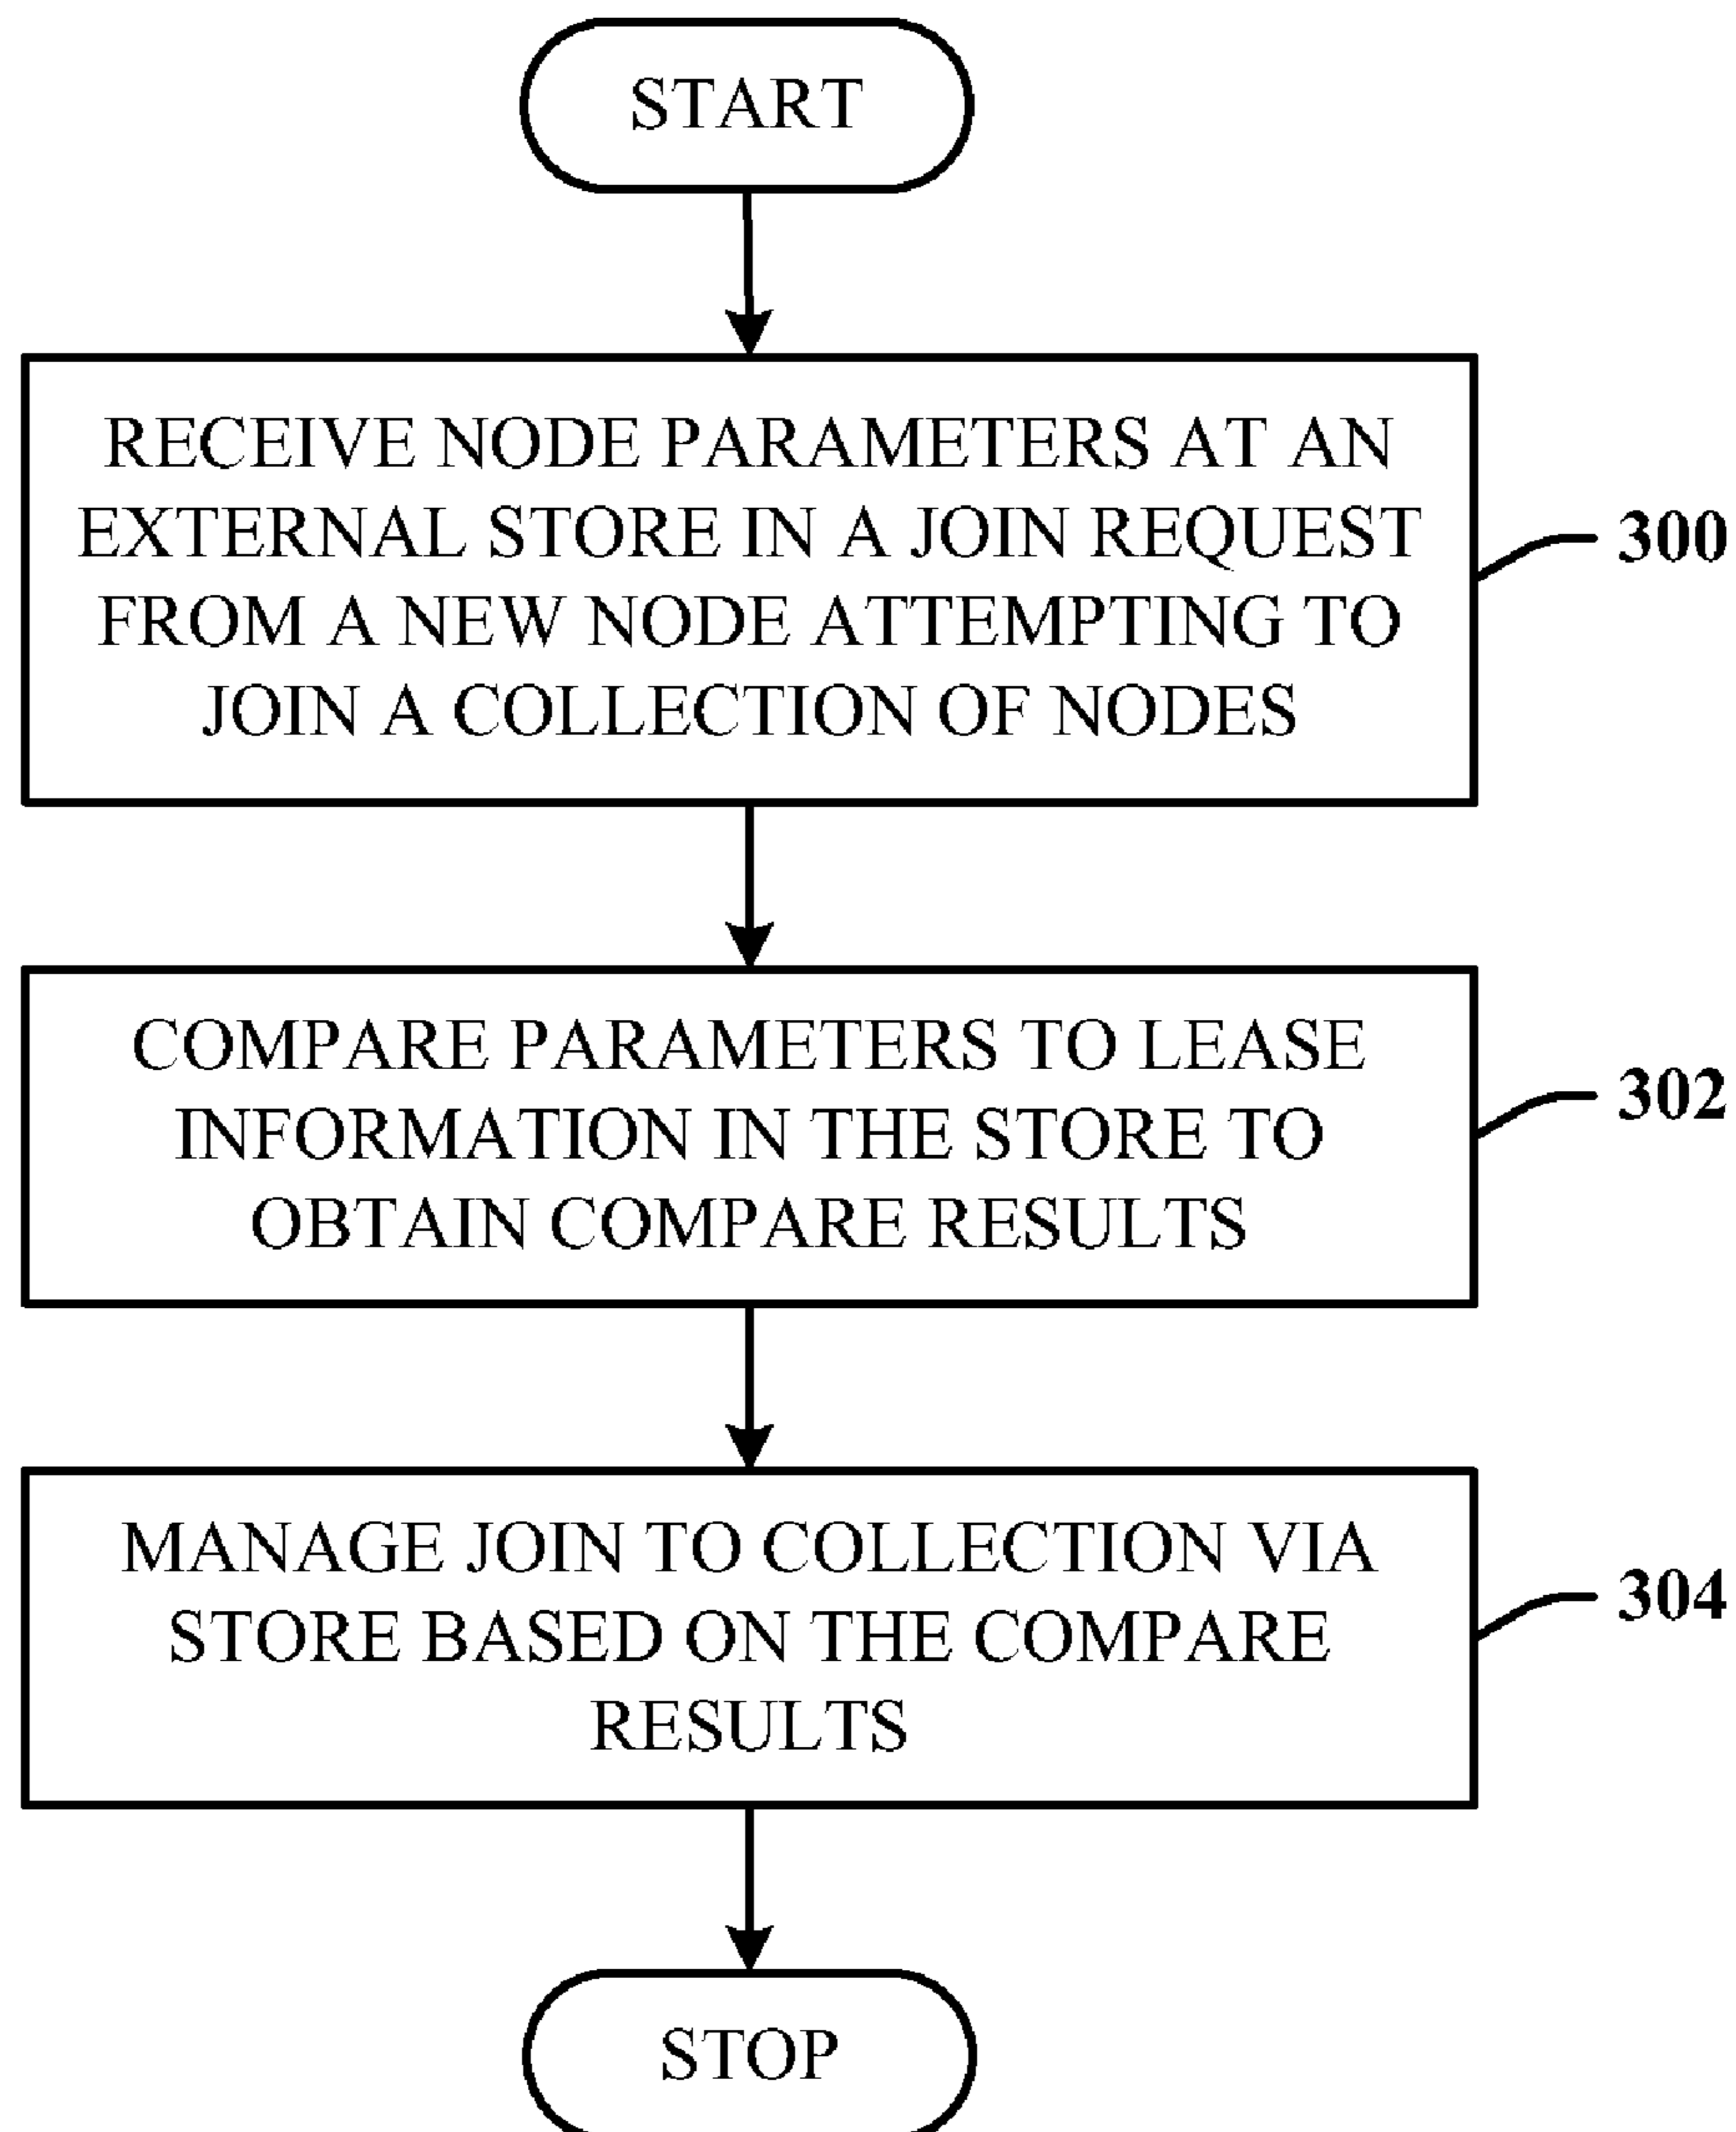 START
RECEIVE NODE PARAMETERS AT AN
EXTERNAL STORE IN A JOIN REQUEST
FROM A NEW NODE ATTEMPTING TO
JOIN A COLLECTION OF NODES
300
COMPARE PARAMETERS TO LEASE
INFORMATION IN THE STORE TO
OBTAIN COMPARE RESULTS
302
MANAGE JOIN TO COLLECTION VIA
STORE BASED ON THE COMPARE
RESULTS
304
STOP